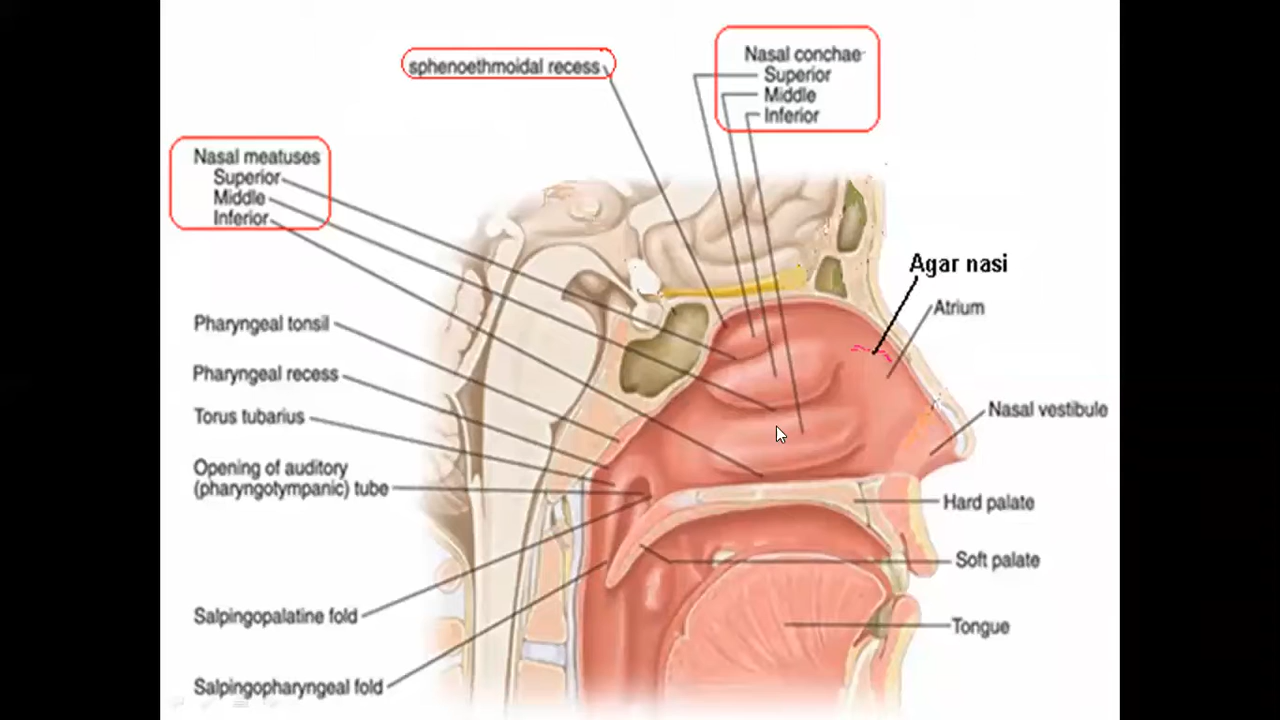 sphenoethmoidal recess
Nasal conchae
Superior
Middle
Inferior
Nasal meatuses
Superior
Middle
Inferior
Agar nasi
Atrium
Pharyngeal tonsil
Pharyngeal recess
Nasal vestibule
Torus tubarius
Opening of auditory
(pharyngotympanic) tube
Hard palate
Soft palate
Salpingopalatine fold
Tongue
Salpingopharyngeal fold